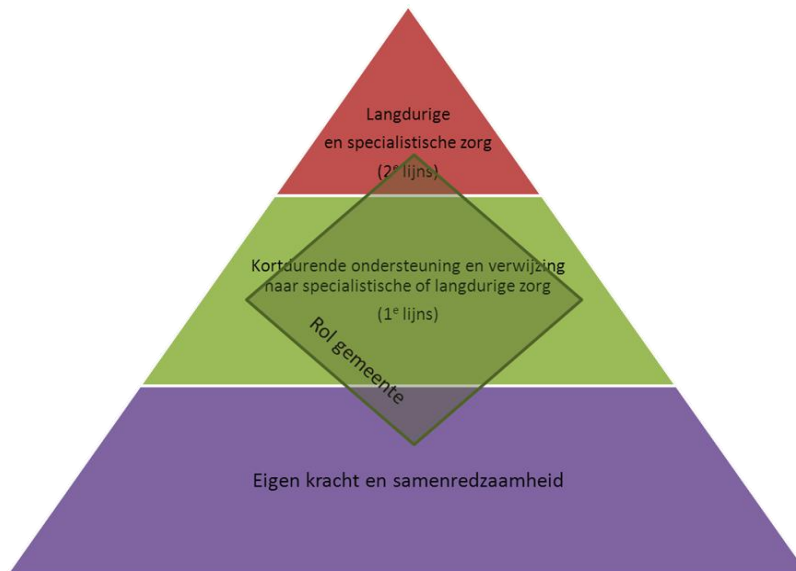 Langdurige
en specialistische zorg
(2e lijns)
Kortdurende ondersteuning en verwijzing
naar specialistische of langdurige zorg
(1e lijns)
Rol gemeente
Eigen kracht en samenredzaamheid